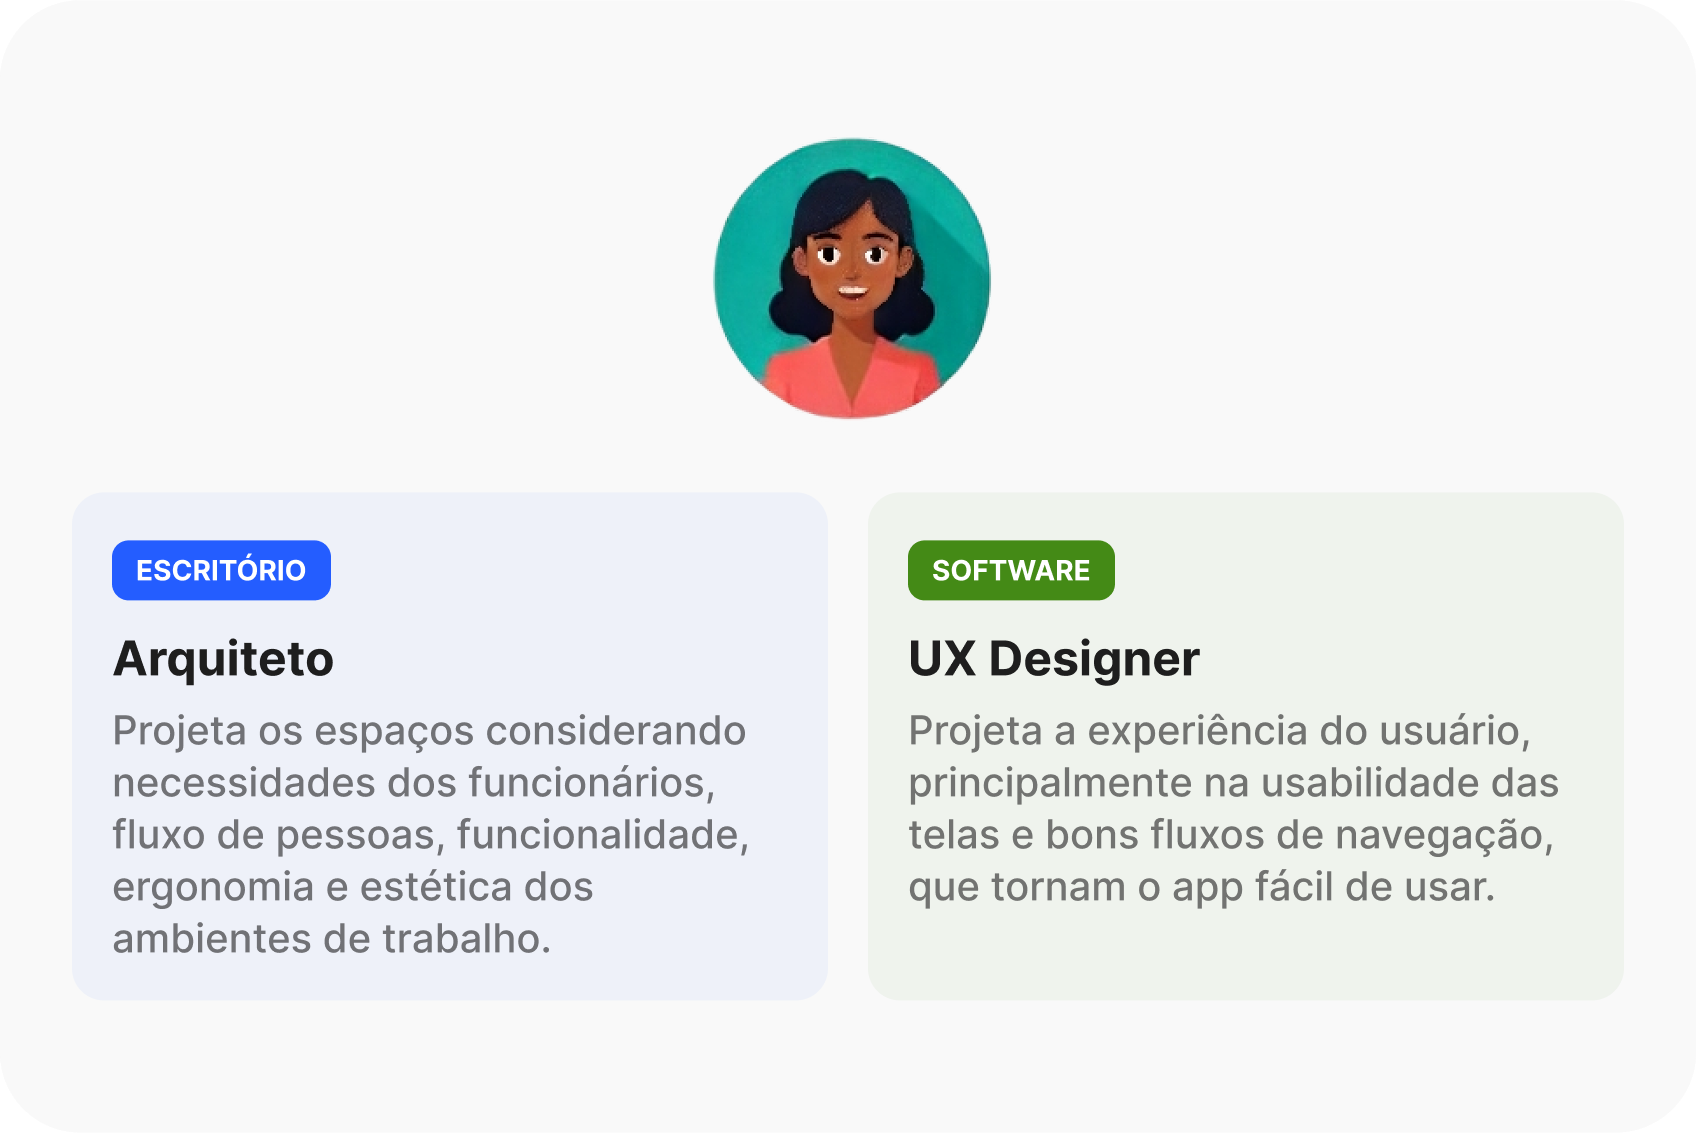 ESCRITÓRIO
Arquiteto
Projeta os espaços considerando
necessidades dos funcionários,
fluxo de pessoas, funcionalidade,
ergonomia e estética dos
ambientes de trabalho.
SOFTWARE
UX Designer
Projeta a experiência do usuário,
principalmente na usabilidade das
telas e bons fluxos de navegação,
que tornam o app fácil de usar.